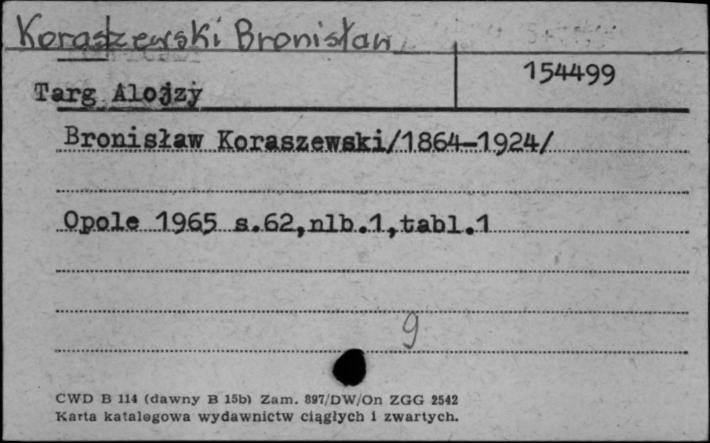 Koraszewski Bronisław
154499
Targ Alojzy
Bronisław Koraszewski/1864-1924/
Opole 1965 s.62,nlb.1,tabl.1
9
CWD B 114 (dawny B 15b) Zam. 897/DW/On ZGG 2542
Karta katalogowa wydawnictw ciągłych i zwartych.